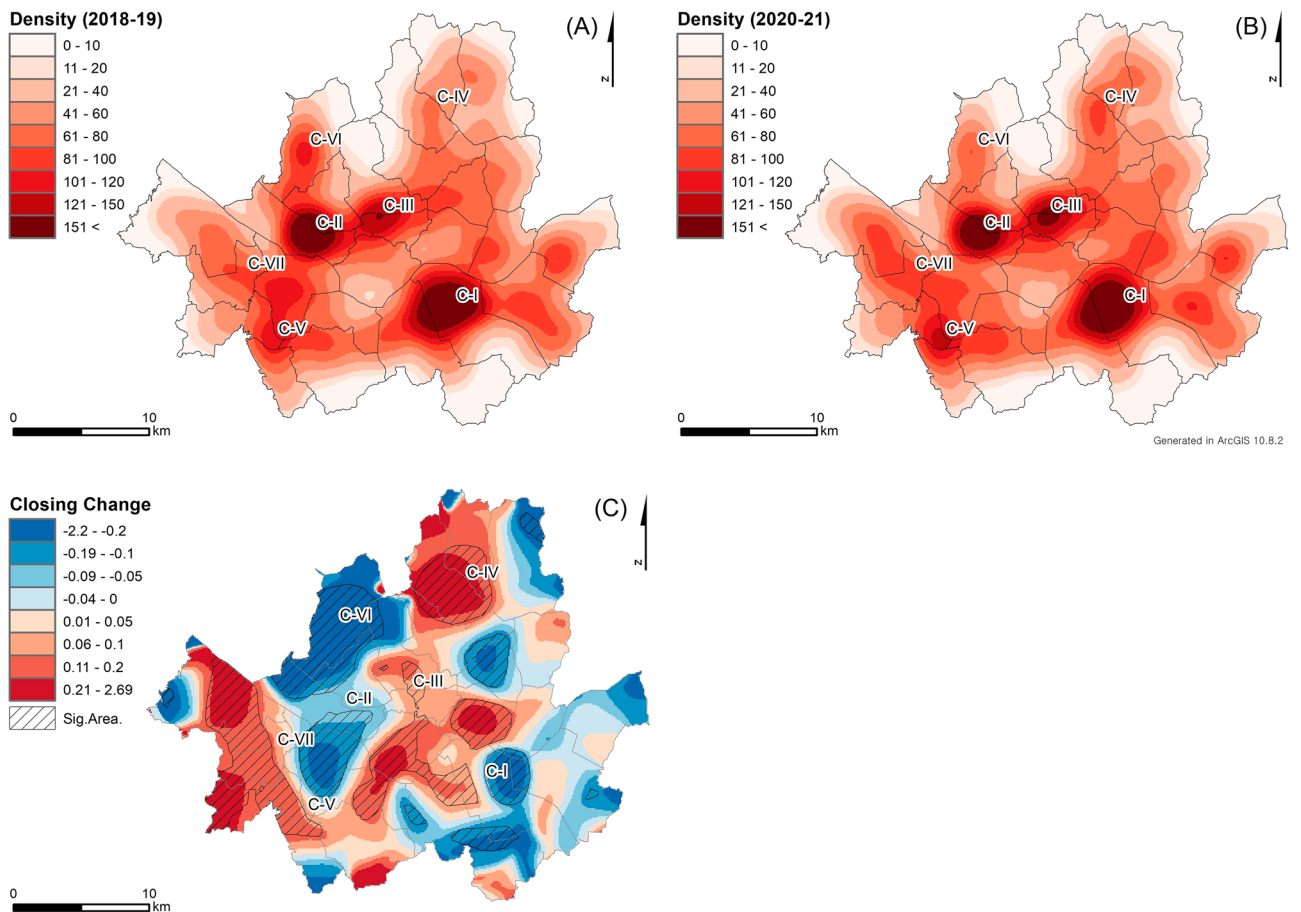 Density (2018-19)
0 - 10
11 - 20
21 - 40
41 - 60
61 - 80
81 - 100
101 - 120
121 - 150
151 <
(A)
N
C-IV
C-VI
C-III
C-II
C-VII
C-I
C-V
0 10
km
Density (2020-21)
0 - 10
11 - 20
21 - 40
41 - 60
61 - 80
81 - 100
101 - 120
121 - 150
151 <
(B)
N
C-IV
C-VI
C-III
C-II
C-VII
C-I
C-V
0 10
km
Generated in ArcGIS 10.8.2
Closing Change
-2.2 - -0.2
-0.19 - -0.1
-0.09 - -0.05
-0.04 - 0
0.01 - 0.05
0.06 - 0.1
0.11 - 0.2
0.21 - 2.69
Sig.Area.
(C)
N
C-IV
C-VI
C-III
C-II
C-VII
C-I
C-V
0 10
km